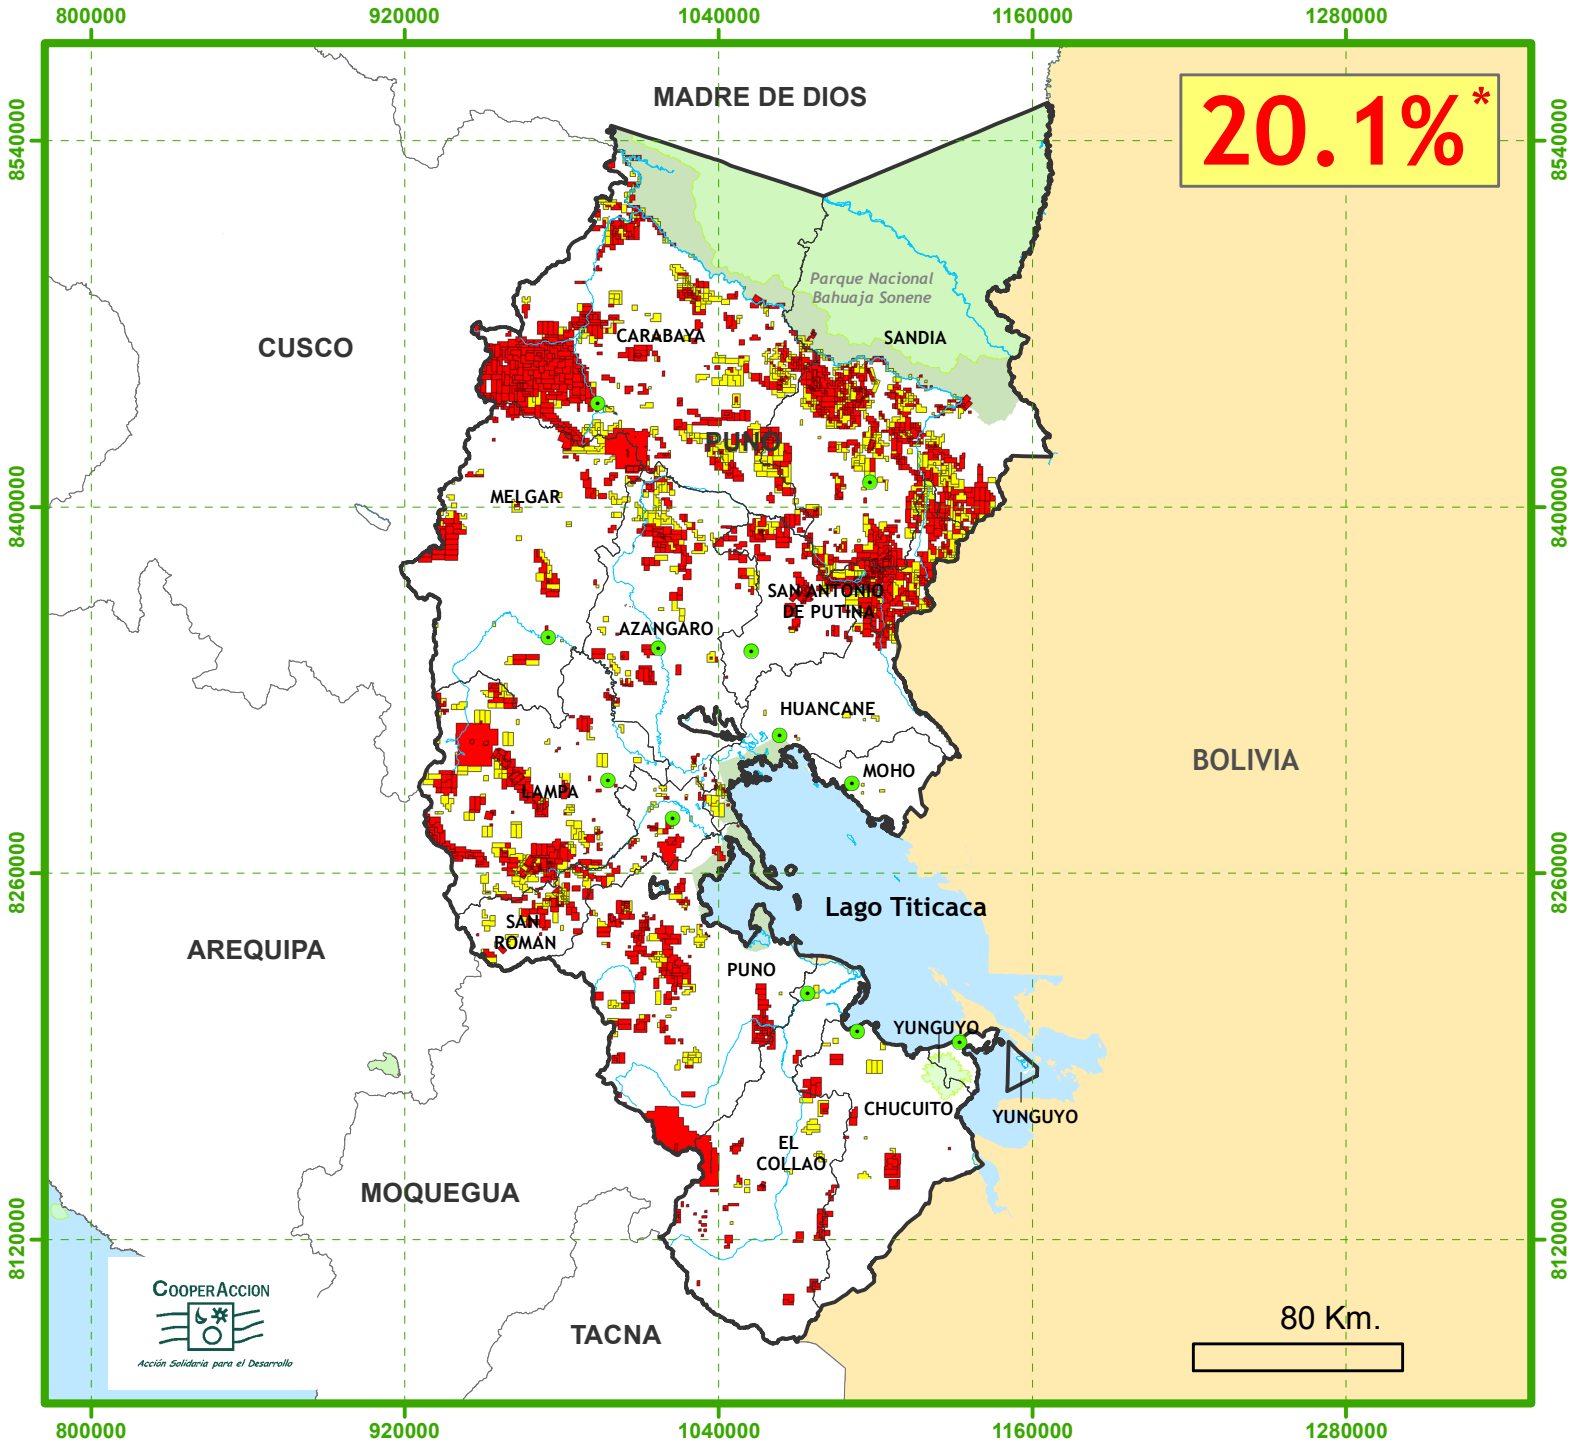 800000
920000
1040000
1160000
1280000
MADRE DE DIOS
20.1%*
8540000
8540000
Parque Nacional
Bahuaja Sonene
CARABAYA
SANDIA
CUSCO
PUNO
MELGAR
8400000
8400000
SAN ANTONIO
DE PUTINA
AZANGARO
HUANCANE
BOLIVIA
MOHO
LAMPA
8260000
8260000
Lago Titicaca
SAN
ROMAN
AREQUIPA
PUNO
YUNGUYO
CHUCUITO
YUNGUYO
EL
COLLAO
MOQUEGUA
8120000
8120000
COOPERACCION
Acción Solidaria para el Desarrollo
80 Km.
TACNA
800000
920000
1040000
1160000
1280000